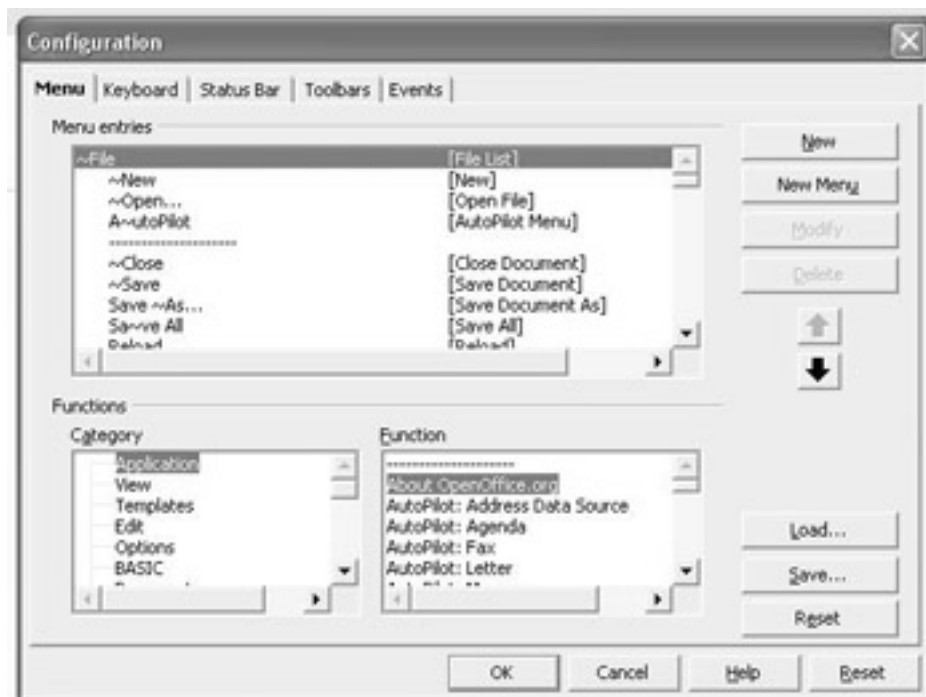 Configuration
Menu Keyboard Status Bar Toolbars Events
Menu entries
~File [File List]
~New [New]
~Open... [Open File]
A~utoPilot [AutoPilot Menu]
----------------------
~Close [Close Document]
~Save [Save Document]
Save ~As... [Save Document As]
Sa~ve All [Save All]
Reload [Reload]
New
New Menu
Modify
Delete
Functions
Category
Application
View
Templates
Edit
Options
BASIC
Function
----------------------
About OpenOffice.org
AutoPilot: Address Data Source
AutoPilot: Agenda
AutoPilot: Fax
AutoPilot: Letter
Load...
Save...
Reset
OK Cancel Help Reset